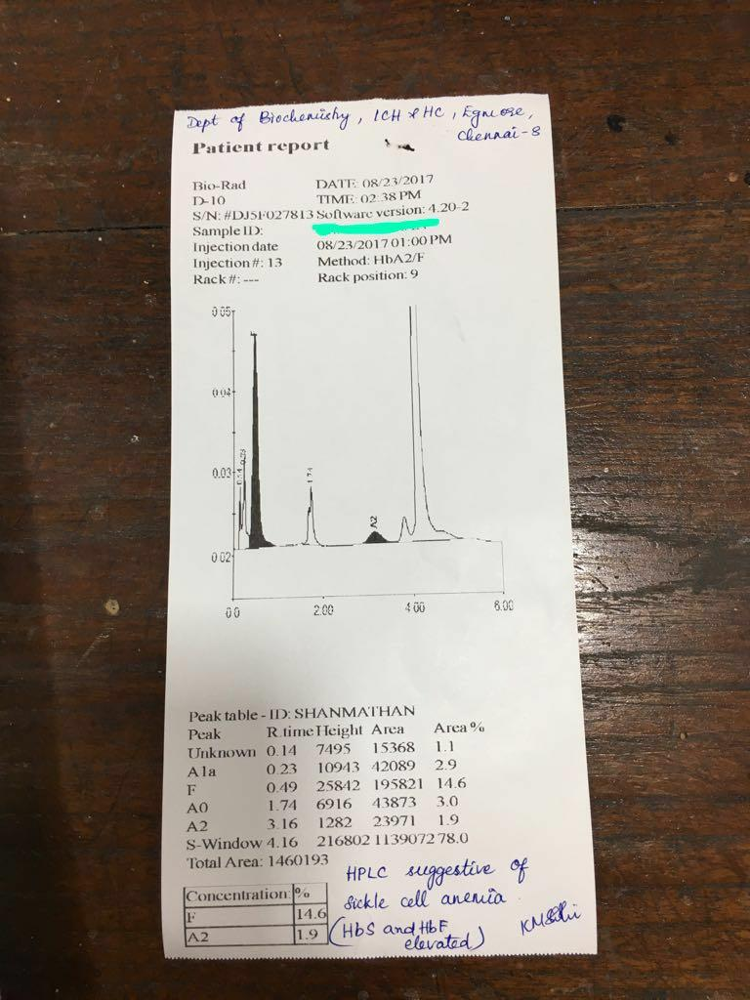 Dept of Biochemistry, ICH & HC, Egmore,
Chennai-8
Patient report
Bio-Rad DATE: 08/23/2017
D-10 TIME: 02:38 PM
S/N: #DJ5F027813 Software version: 4.20-2
Sample ID:
Injection date 08/23/2017 01:00 PM
Injection #: 13 Method: HbA2/F
Rack #: --- Rack position: 9
0.05
0.04
0.03
0.02
0.14
0.23
F
1.74
A2
0.0 2.00 4.00 6.00
Peak table - ID: SHANMATHAN
Peak R.time Height Area Area %
Unknown 0.14 7495 15368 1.1
A1a 0.23 10943 42089 2.9
F 0.49 25842 195821 14.6
A0 1.74 6916 43873 3.0
A2 3.16 1282 23971 1.9
S-Window 4.16 216802 1139072 78.0
Total Area: 1460193
Concentration: %
F 14.6
A2 1.9
HPLC suggestive of
sickle cell anemia
(HbS and HbF
elevated)